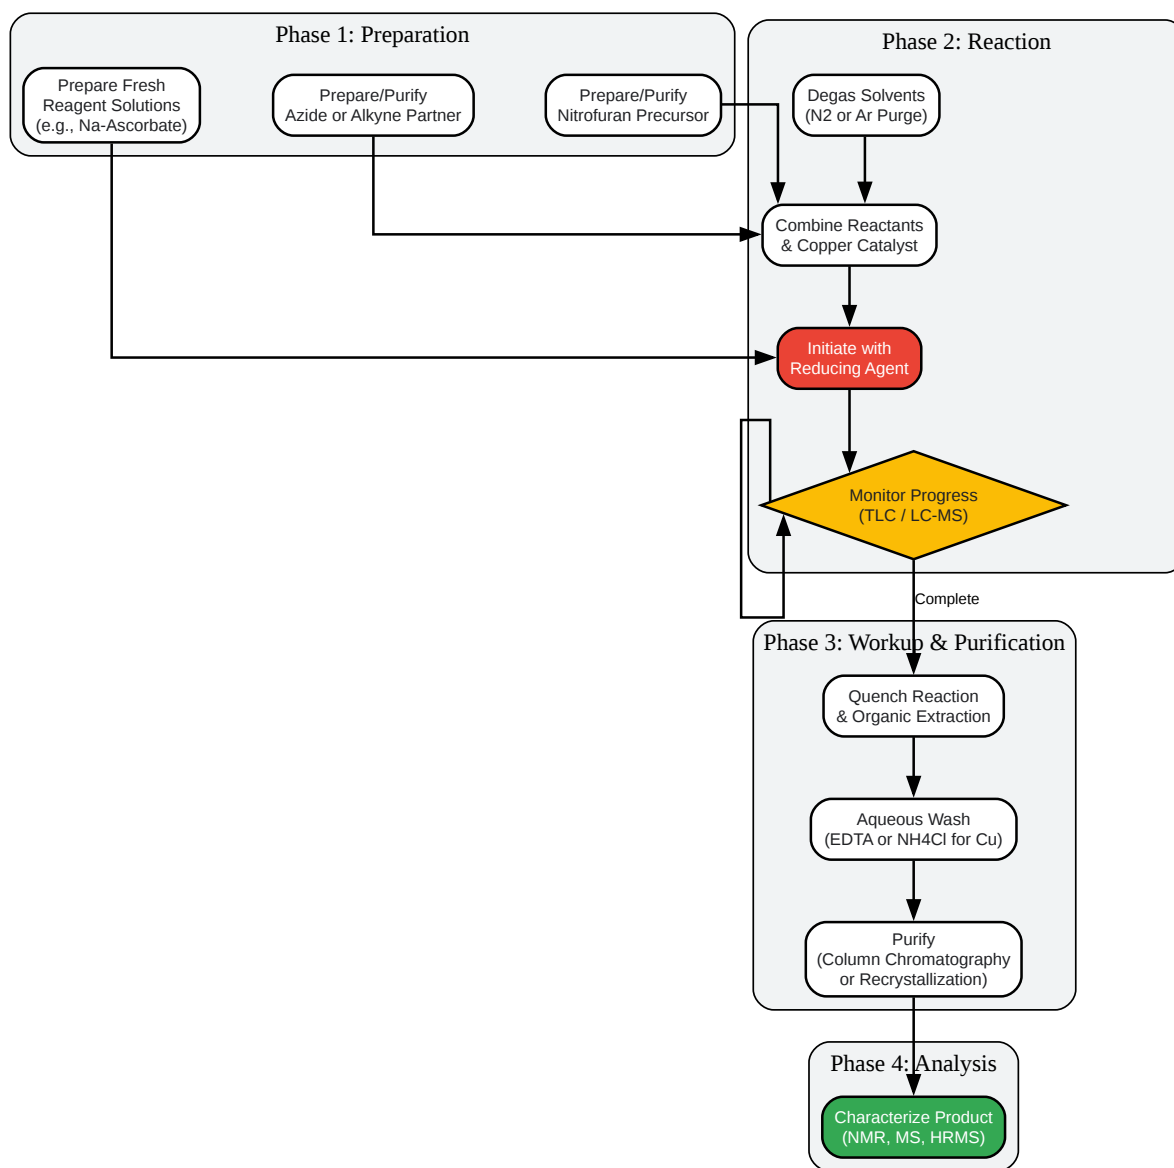 Phase 1: Preparation
Prepare Fresh
Reagent Solutions
(e.g., Na-Ascorbate)
Prepare/Purify
Azide or Alkyne Partner
Prepare/Purify
Nitrofuran Precursor
Phase 2: Reaction
Degas Solvents
(N2 or Ar Purge)
Combine Reactants
& Copper Catalyst
Initiate with
Reducing Agent
Monitor Progress
(TLC / LC-MS)
Complete
Phase 3: Workup & Purification
Quench Reaction
& Organic Extraction
Aqueous Wash
(EDTA or NH4Cl for Cu)
Purify
(Column Chromatography
or Recrystallization)
Phase 4: Analysis
Characterize Product
(NMR, MS, HRMS)